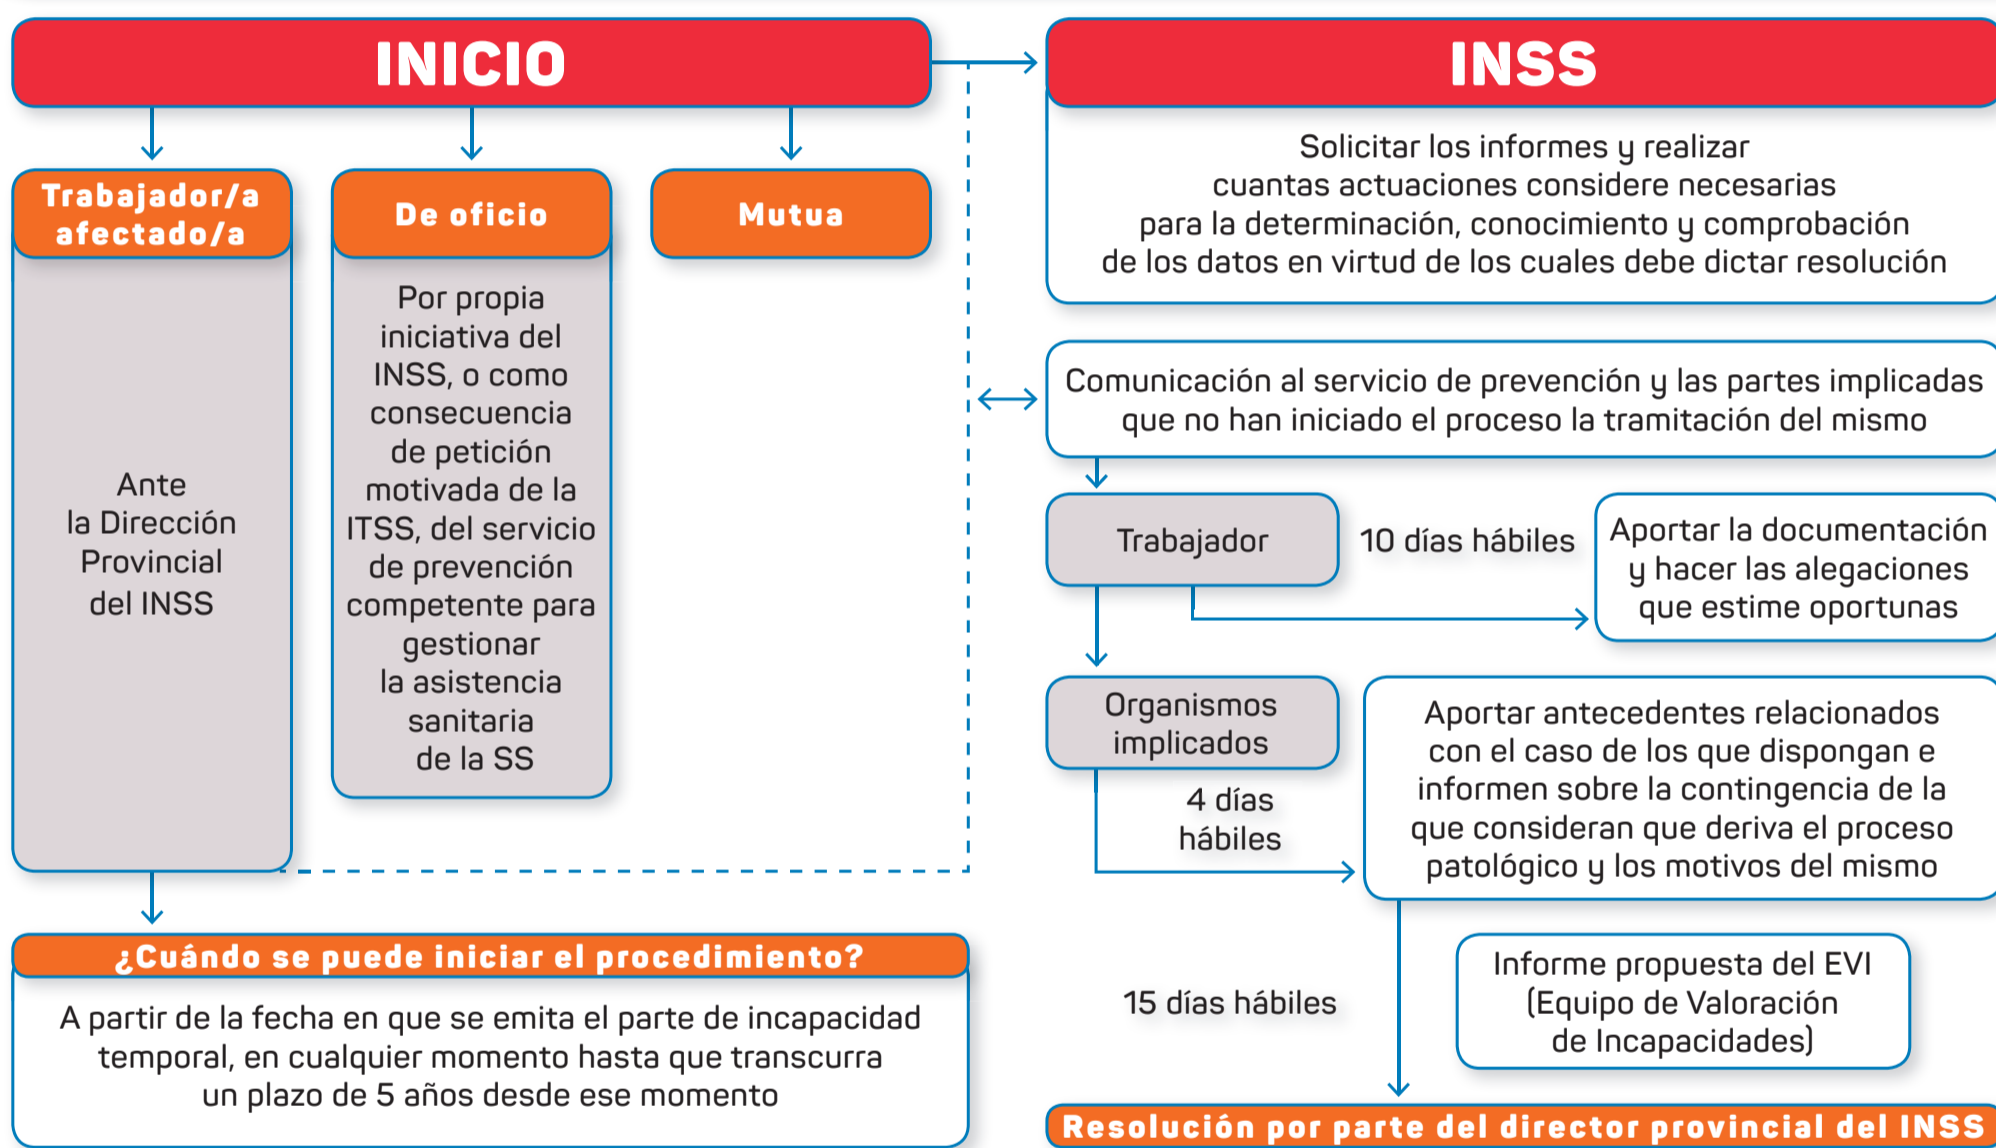 INICIO
Trabajador/a
afectado/a
Ante
la Dirección
Provincial
del INSS
De oficio
Por propia
iniciativa del
INSS, o como
consecuencia
de petición
motivada de la
ITSS, del servicio
de prevención
competente para
gestionar
la asistencia
sanitaria
de la SS
Mutua
¿Cuándo se puede iniciar el procedimiento?
A partir de la fecha en que se emita el parte de incapacidad
temporal, en cualquier momento hasta que transcurra
un plazo de 5 años desde ese momento
INSS
Solicitar los informes y realizar
cuantas actuaciones considere necesarias
para la determinación, conocimiento y comprobación
de los datos en virtud de los cuales debe dictar resolución
Comunicación al servicio de prevención y las partes implicadas
que no han iniciado el proceso la tramitación del mismo
Trabajador
10 días hábiles
Aportar la documentación
y hacer las alegaciones
que estime oportunas
Organismos
implicados
4 días
hábiles
Aportar antecedentes relacionados
con el caso de los que dispongan e
informen sobre la contingencia de la
que consideran que deriva el proceso
patológico y los motivos del mismo
15 días hábiles
Informe propuesta del EVI
(Equipo de Valoración
de Incapacidades)
Resolución por parte del director provincial del INSS